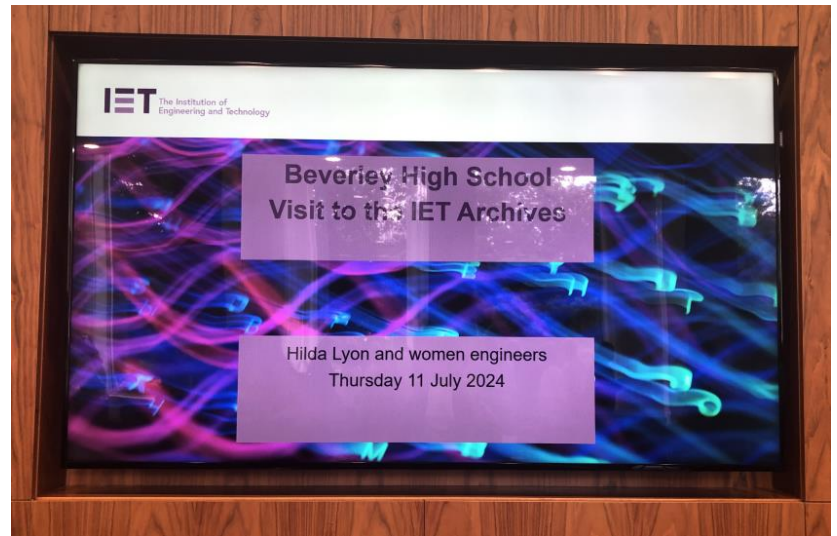 IET
The Institution of
Engineering and Technology
Beverley High School
Visit to the IET Archives
Hilda Lyon and women engineers
Thursday 11 July 2024